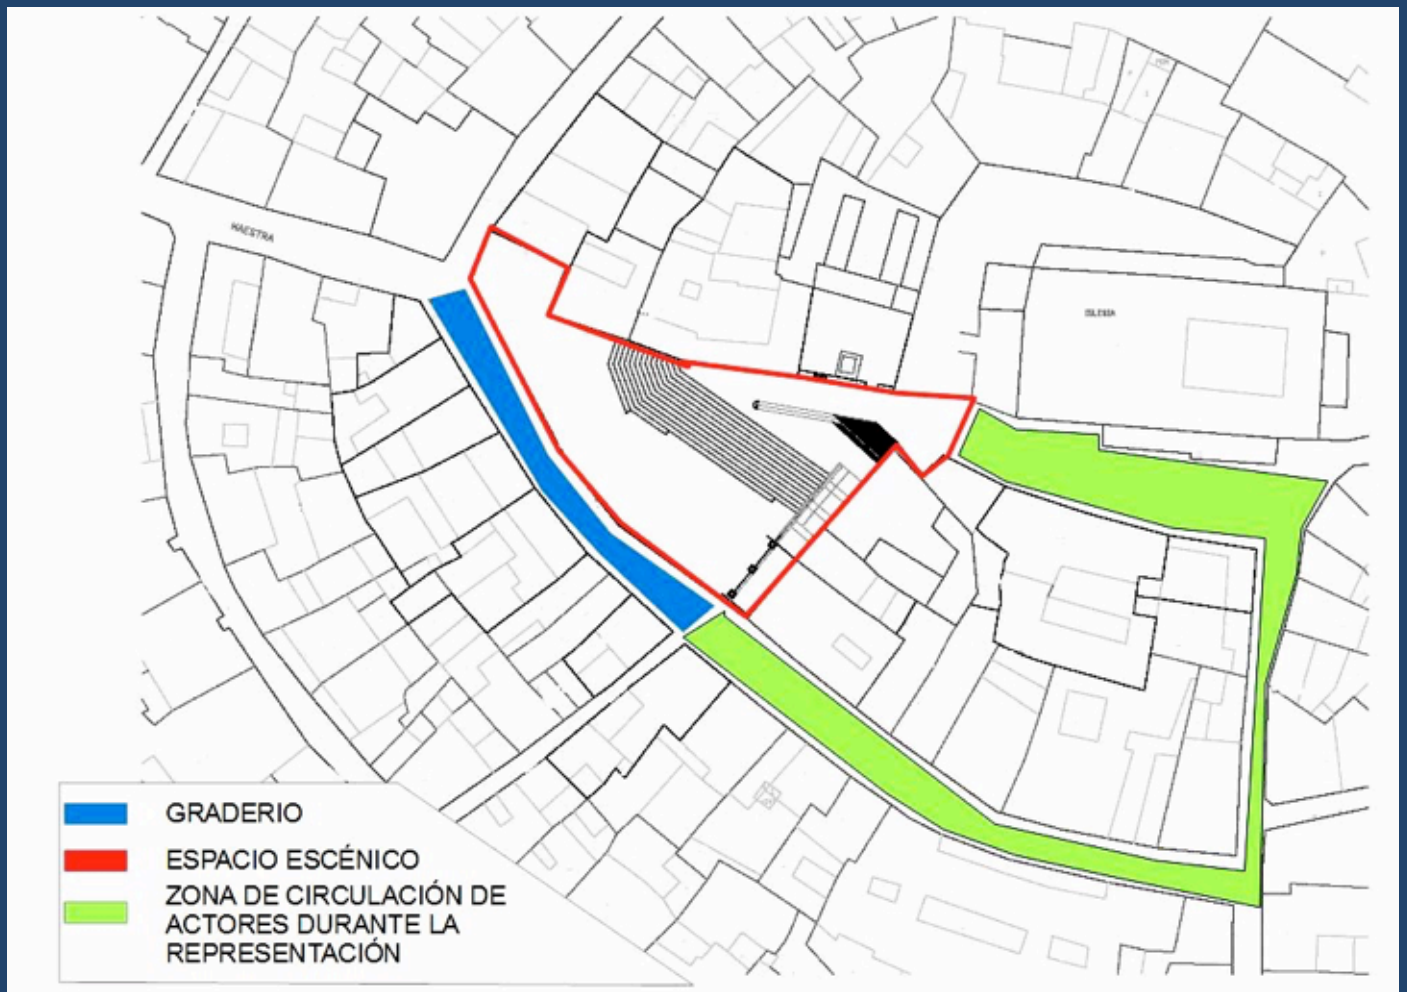 MAESTRA
IGLESIA
GRADERIO
ESPACIO ESCÉNICO
ZONA DE CIRCULACIÓN DE
ACTORES DURANTE LA
REPRESENTACIÓN